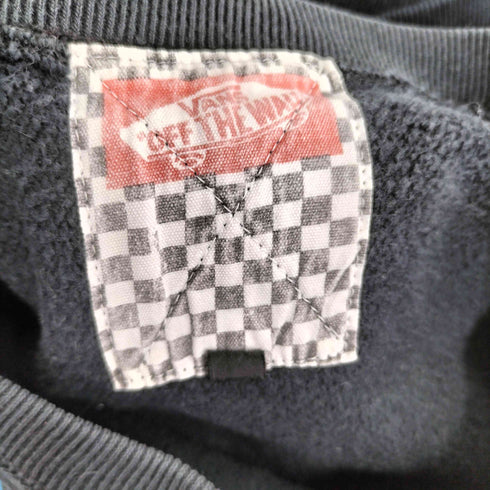 VANS
"OFF THE WALL"